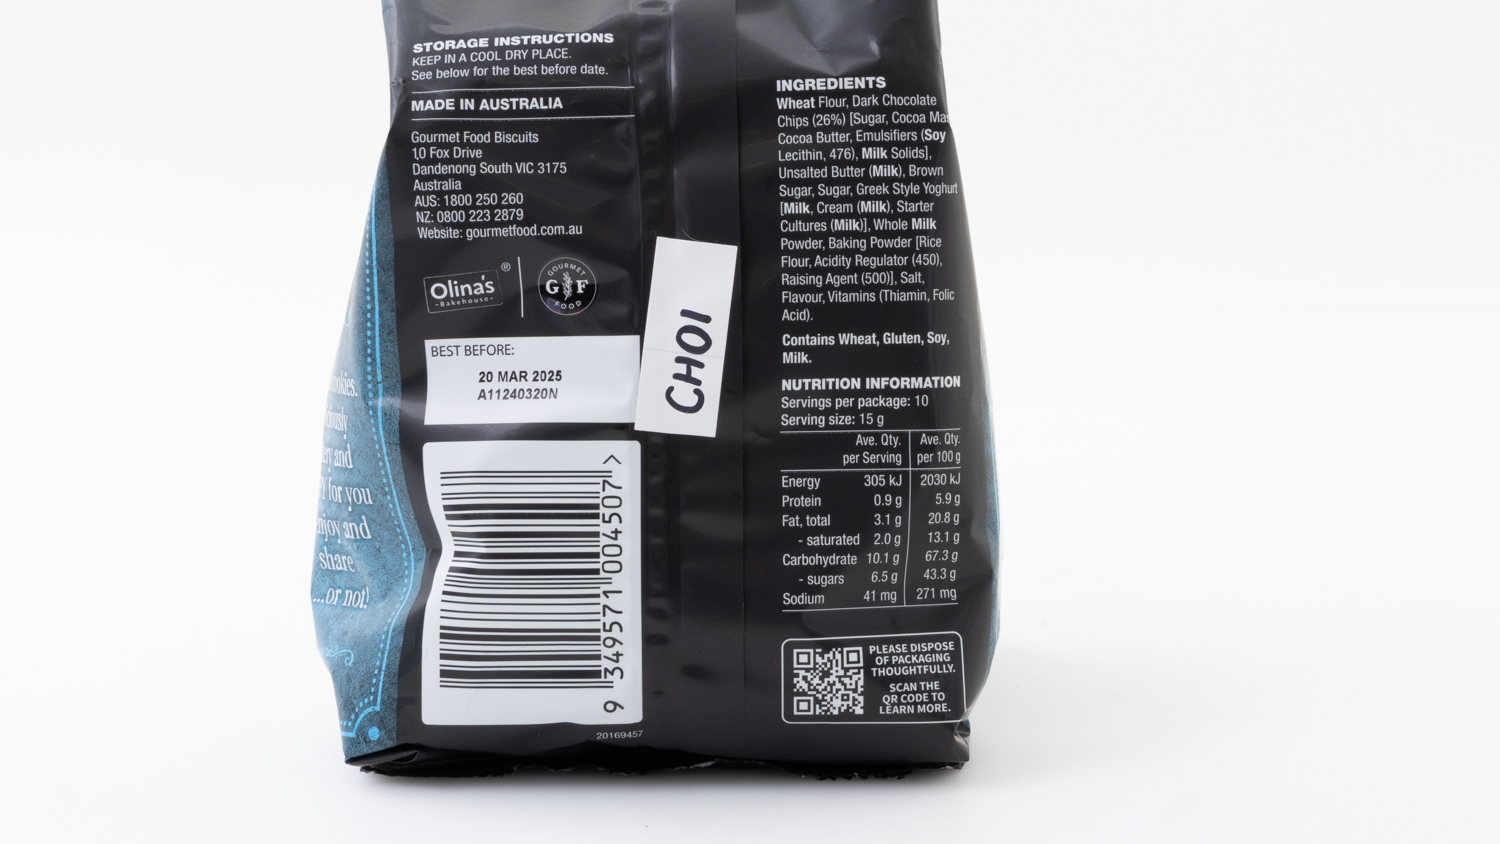 STORAGE INSTRUCTIONS
KEEP IN A COOL DRY PLACE.
See below for the best before date.
MADE IN AUSTRALIA
Gourmet Food Biscuits
10 Fox Drive
Dandenong South VIC 3175
Australia
AUS: 1800 250 260
NZ: 0800 223 2879
Website: gourmetfood.com.au
Olina's ®
-Bakehouse-
GOURMET
G F
FOOD
BEST BEFORE:
20 MAR 2025
A11240320N
9 349571 004507 >
20169457
CHOI
INGREDIENTS
Wheat Flour, Dark Chocolate
Chips (26%) [Sugar, Cocoa Mas
Cocoa Butter, Emulsifiers (Soy
Lecithin, 476), Milk Solids],
Unsalted Butter (Milk), Brown
Sugar, Sugar, Greek Style Yoghurt
[Milk, Cream (Milk), Starter
Cultures (Milk)], Whole Milk
Powder, Baking Powder [Rice
Flour, Acidity Regulator (450),
Raising Agent (500)], Salt,
Flavour, Vitamins (Thiamin, Folic
Acid).
Contains Wheat, Gluten, Soy,
Milk.
NUTRITION INFORMATION
Servings per package: 10
Serving size: 15 g
Ave. Qty. Ave. Qty.
per Serving per 100 g
Energy 305 kJ 2030 kJ
Protein 0.9 g 5.9 g
Fat, total 3.1 g 20.8 g
- saturated 2.0 g 13.1 g
Carbohydrate 10.1 g 67.3 g
- sugars 6.5 g 43.3 g
Sodium 41 mg 271 mg
PLEASE DISPOSE
OF PACKAGING
THOUGHTFULLY.
SCAN THE
QR CODE TO
LEARN MORE.
and
for you
and
share
...or not!